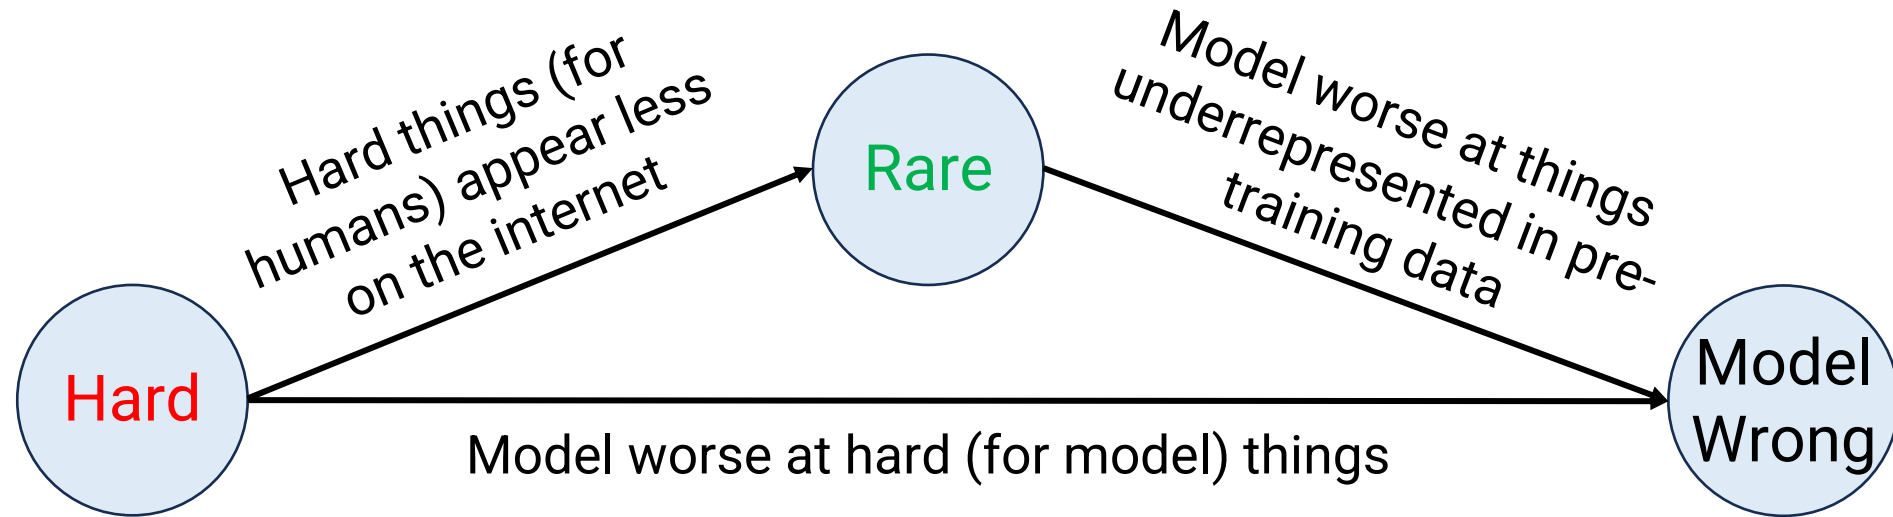 Hard things (for
humans) appear less
on the internet
Rare
Model worse at things
underrepresented in pre-
training data
Hard
Model worse at hard (for model) things
Model
Wrong